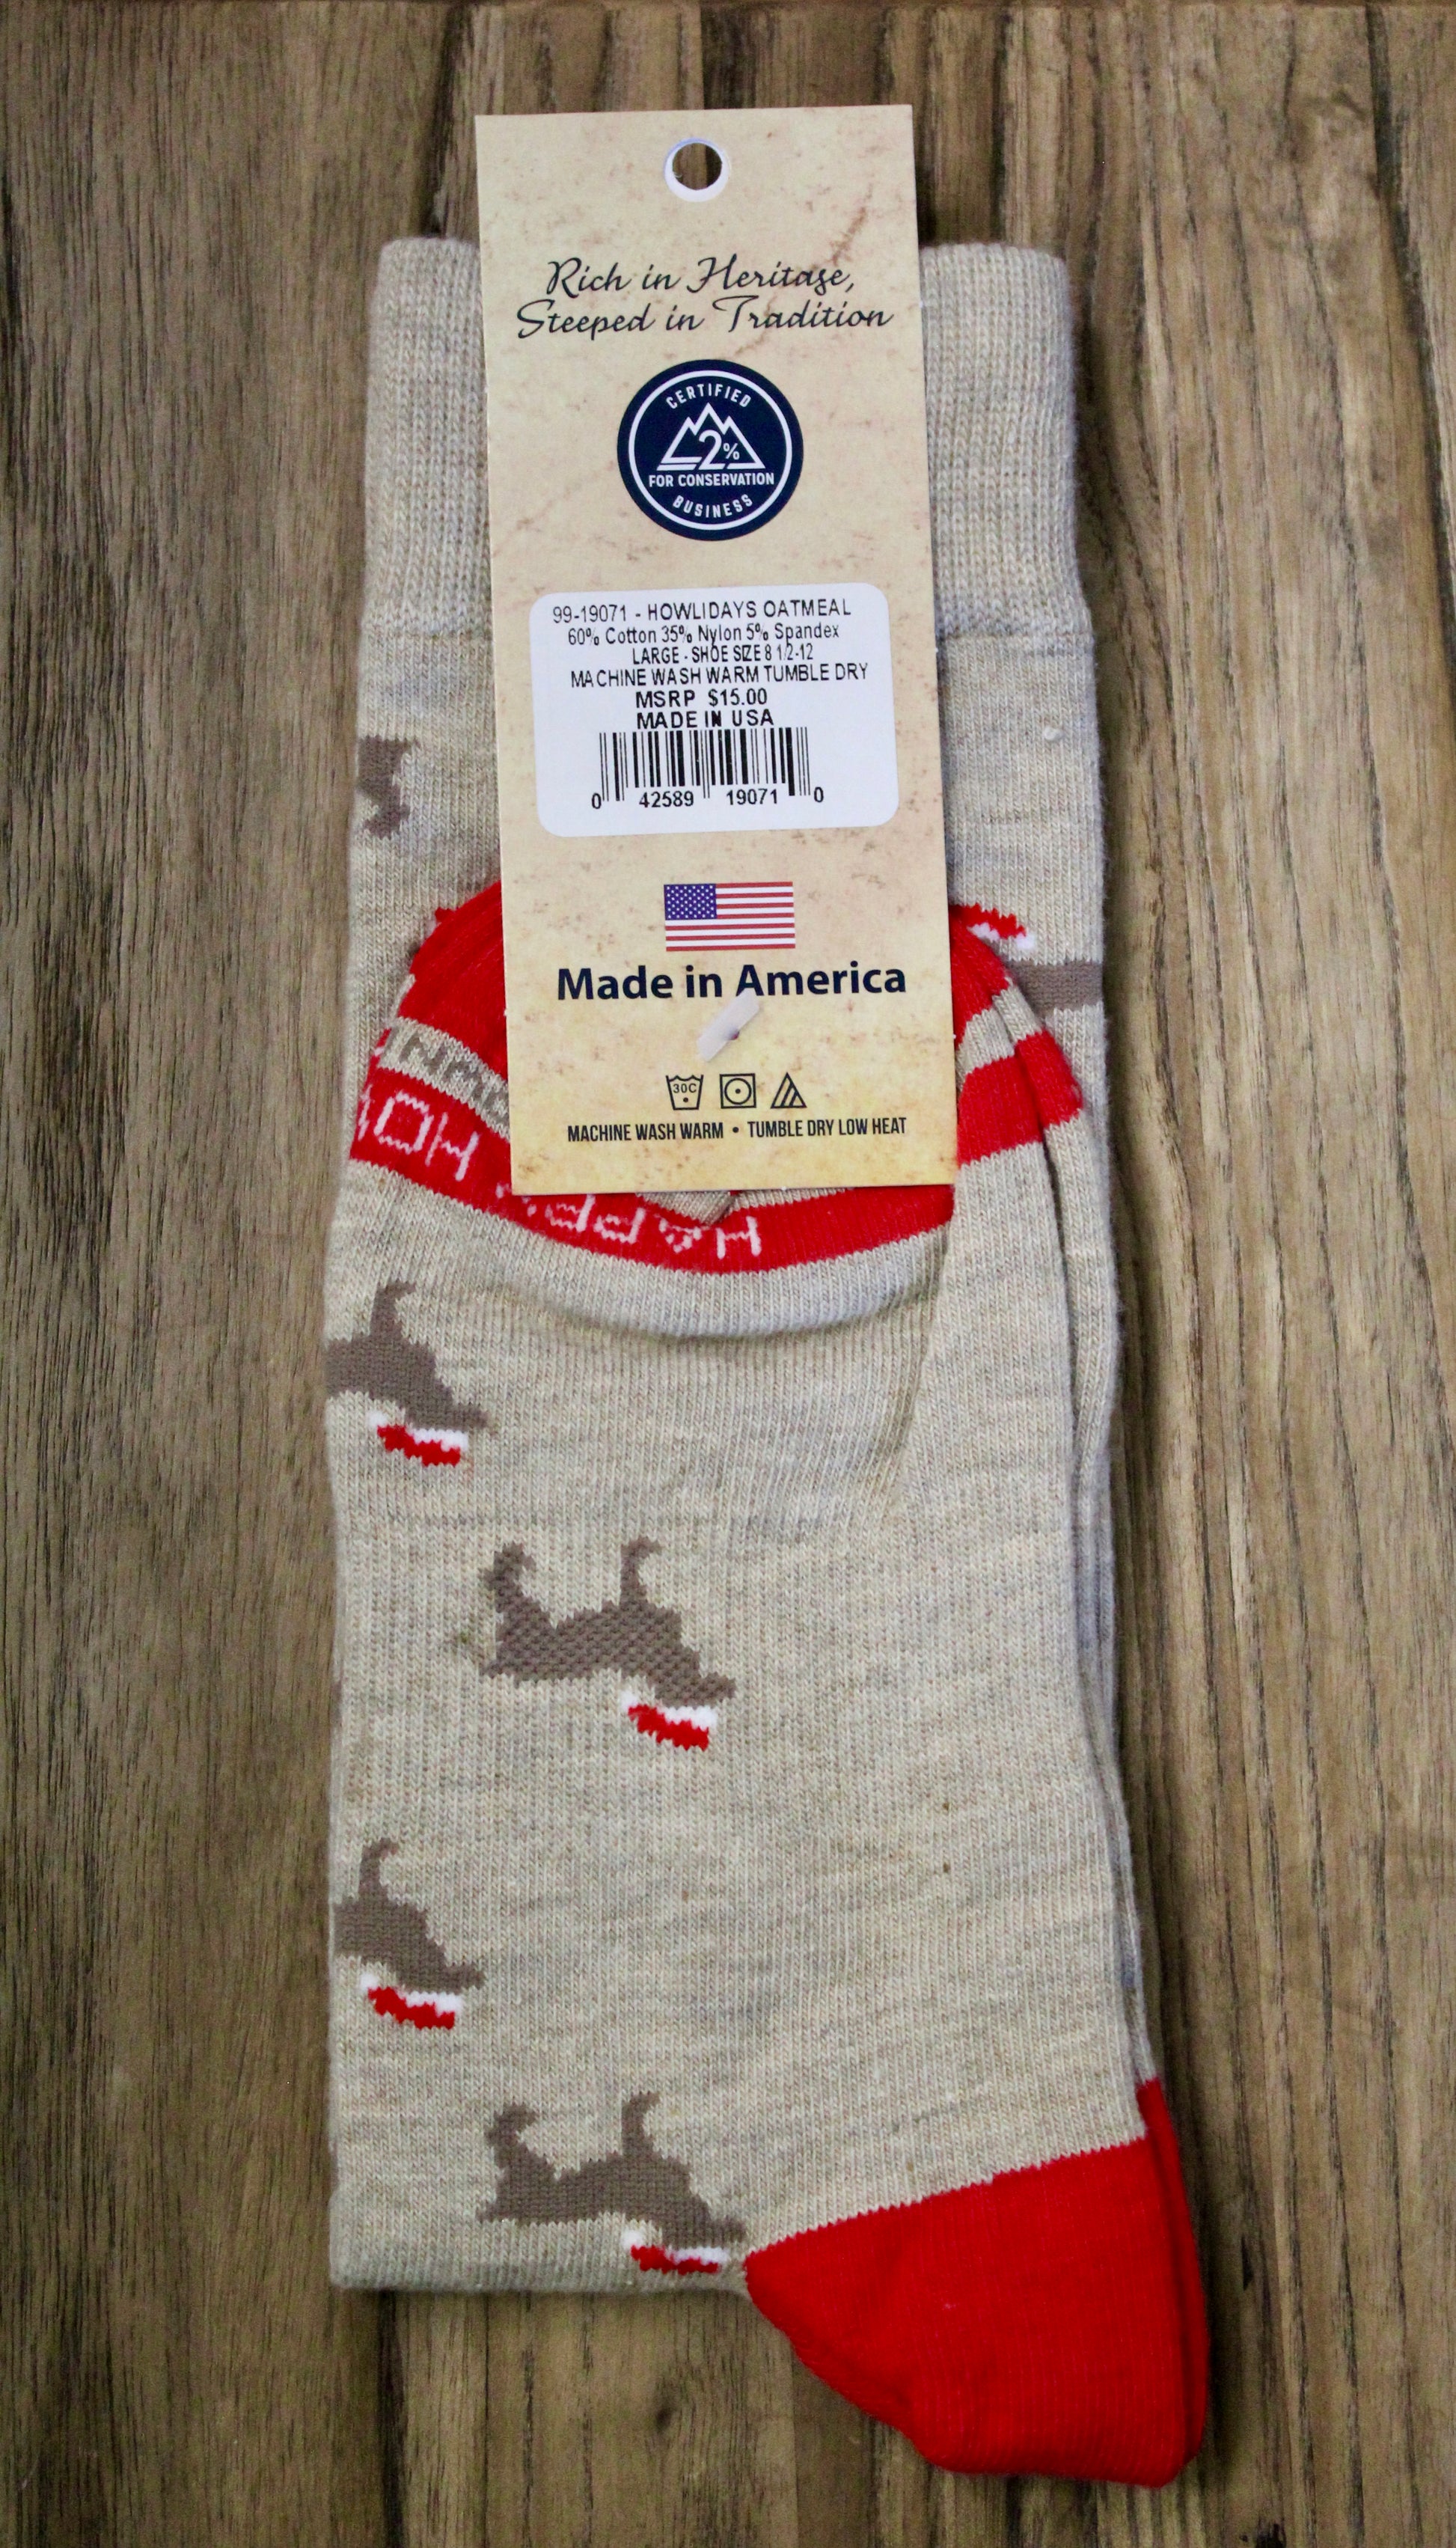 Rich in Heritage,
Steeped in Tradition
CERTIFIED
2%
FOR CONSERVATION
BUSINESS
99-19071 - HOWLIDAYS OATMEAL
60% Cotton 35% Nylon 5% Spandex
LARGE - SHOE SIZE 8 1/2-12
MACHINE WASH WARM TUMBLE DRY
MSRP $15.00
MADE IN USA
0 42589 19071 0
Made in America
30C
MACHINE WASH WARM • TUMBLE DRY LOW HEAT
HAPPY